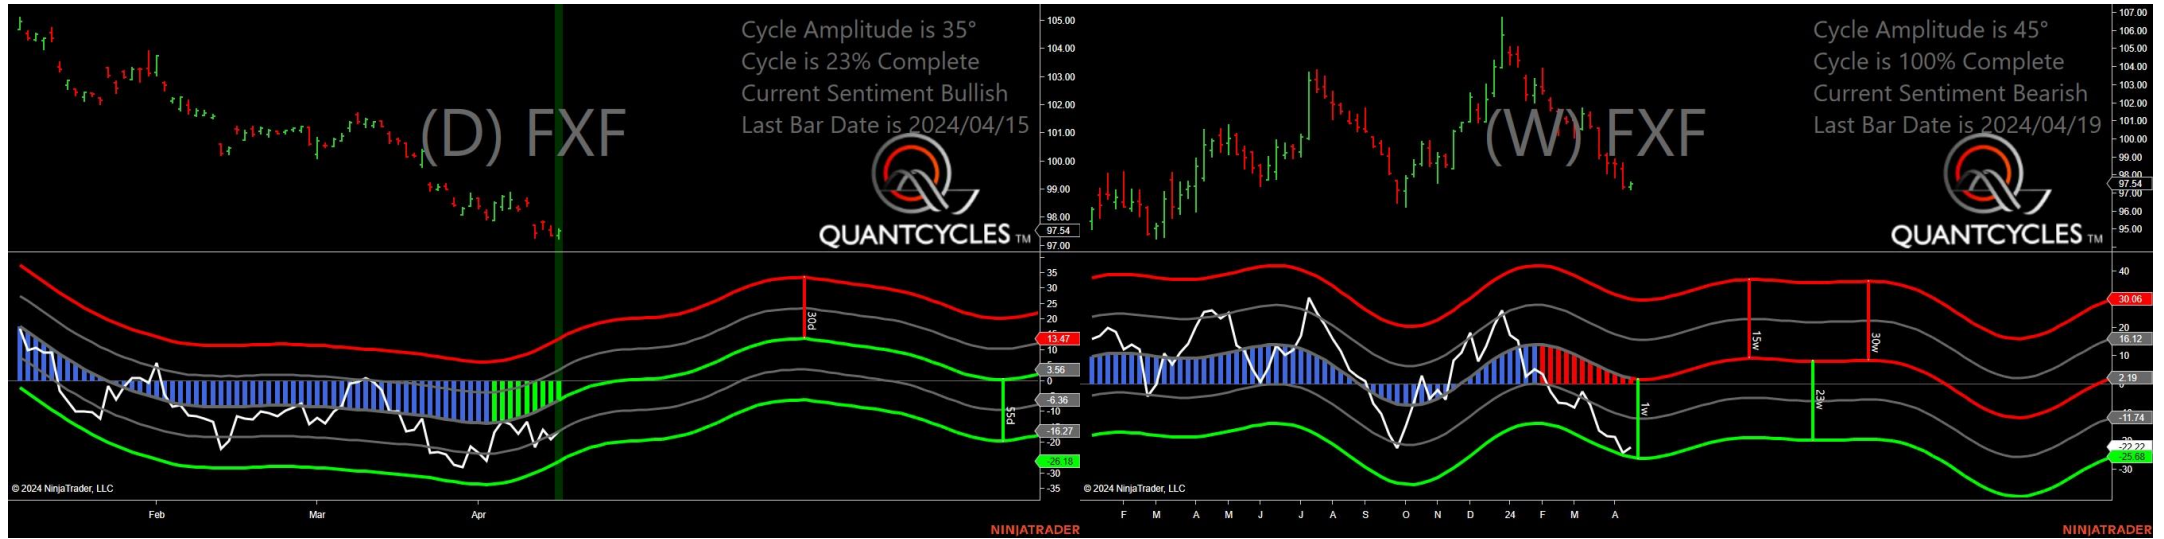 Cycle Amplitude is 35°
Cycle is 23% Complete
Current Sentiment Bullish
Last Bar Date is 2024/04/15
(D) FXF
QUANTCYCLES TM
105.00
104.00
103.00
102.00
101.00
100.00
99.00
98.00
97.54
97.00
35
30
25
20
13.47
10
3.56
0
-6.36
-10
-16.27
-20
-26.18
-30
-35
30d
55d
© 2024 NinjaTrader, LLC
Feb Mar Apr
NINJATRADER
Cycle Amplitude is 45°
Cycle is 100% Complete
Current Sentiment Bearish
Last Bar Date is 2024/04/19
(W) FXF
QUANTCYCLES TM
107.00
106.00
105.00
104.00
103.00
102.00
101.00
100.00
99.00
98.00
97.54
97.00
96.00
95.00
40
30.06
20
16.12
10
2.19
-11.74
-22.22
-25.68
-30
1w
15w
23w
30w
© 2024 NinjaTrader, LLC
F M A M J J A S O N D 24 F M A
NINJATRADER